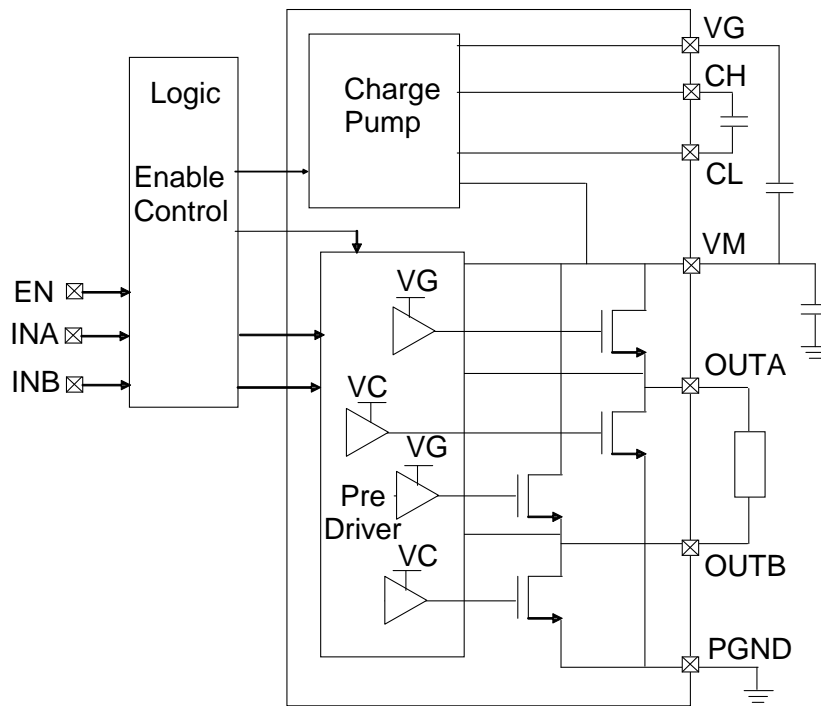 VG
CH
Charge
Pump
CL
Logic
Enable
Control
EN
INA
INB
VM
VG
VC
OUTA
VG
Pre
Driver
VC
OUTB
PGND